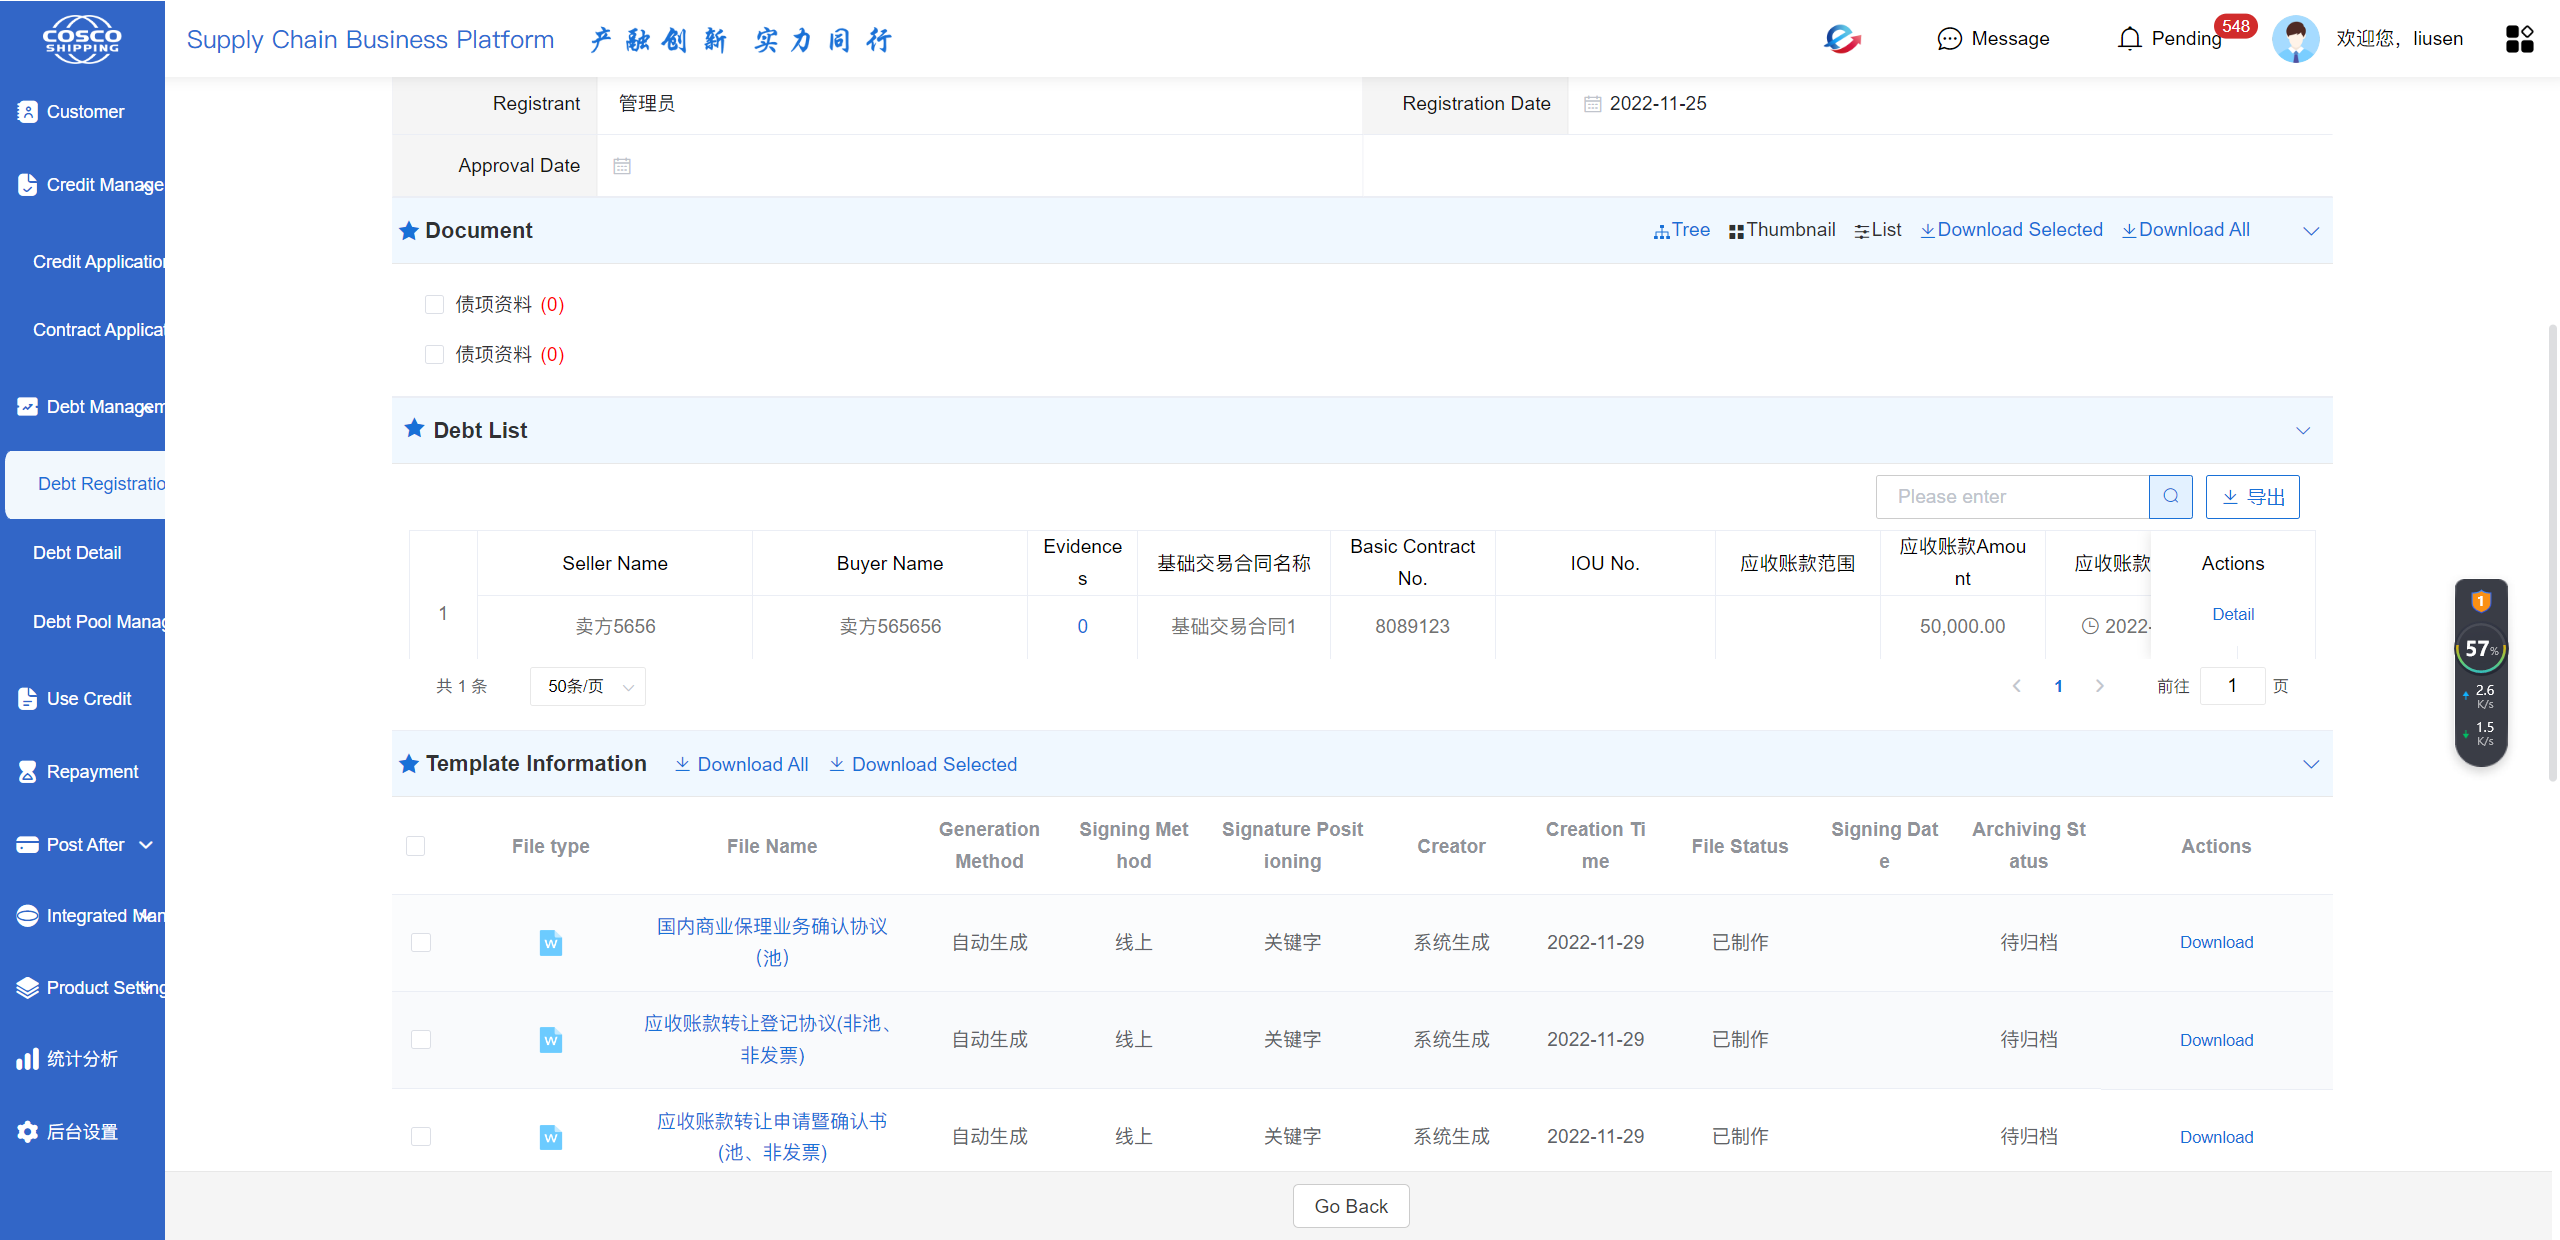 COSCO
SHIPPING
Supply Chain Business Platform
产融创新 实力同行
Message
Pending
548
欢迎您，liusen
Customer
Credit Manage
Credit Application
Contract Applicat
Debt Managem
Debt Registratio
Debt Detail
Debt Pool Manag
Use Credit
Repayment
Post After
Integrated Man
Product Setting
统计分析
后台设置
Registrant 管理员 Registration Date 2022-11-25
Approval Date
Document Tree Thumbnail List Download Selected Download All
债项资料 (0)
债项资料 (0)
Debt List
Please enter 导出
Seller Name Buyer Name Evidence
s 基础交易合同名称 Basic Contract
No. IOU No. 应收账款范围 应收账款Amou
nt 应收账款 Actions
1 卖方5656 卖方565656 0 基础交易合同1 8089123 50,000.00 2022- Detail
共 1 条 50条/页 1 前往 1 页
Template Information Download All Download Selected
File type File Name Generation
Method Signing Met
hod Signature Posit
ioning Creator Creation Ti
me File Status Signing Dat
e Archiving St
atus Actions
国内商业保理业务确认协议
(池) 自动生成 线上 关键字 系统生成 2022-11-29 已制作 待归档 Download
应收账款转让登记协议(非池、
非发票) 自动生成 线上 关键字 系统生成 2022-11-29 已制作 待归档 Download
应收账款转让申请暨确认书
(池、非发票) 自动生成 线上 关键字 系统生成 2022-11-29 已制作 待归档 Download
Go Back
1
57%
2.6
K/s
1.5
K/s